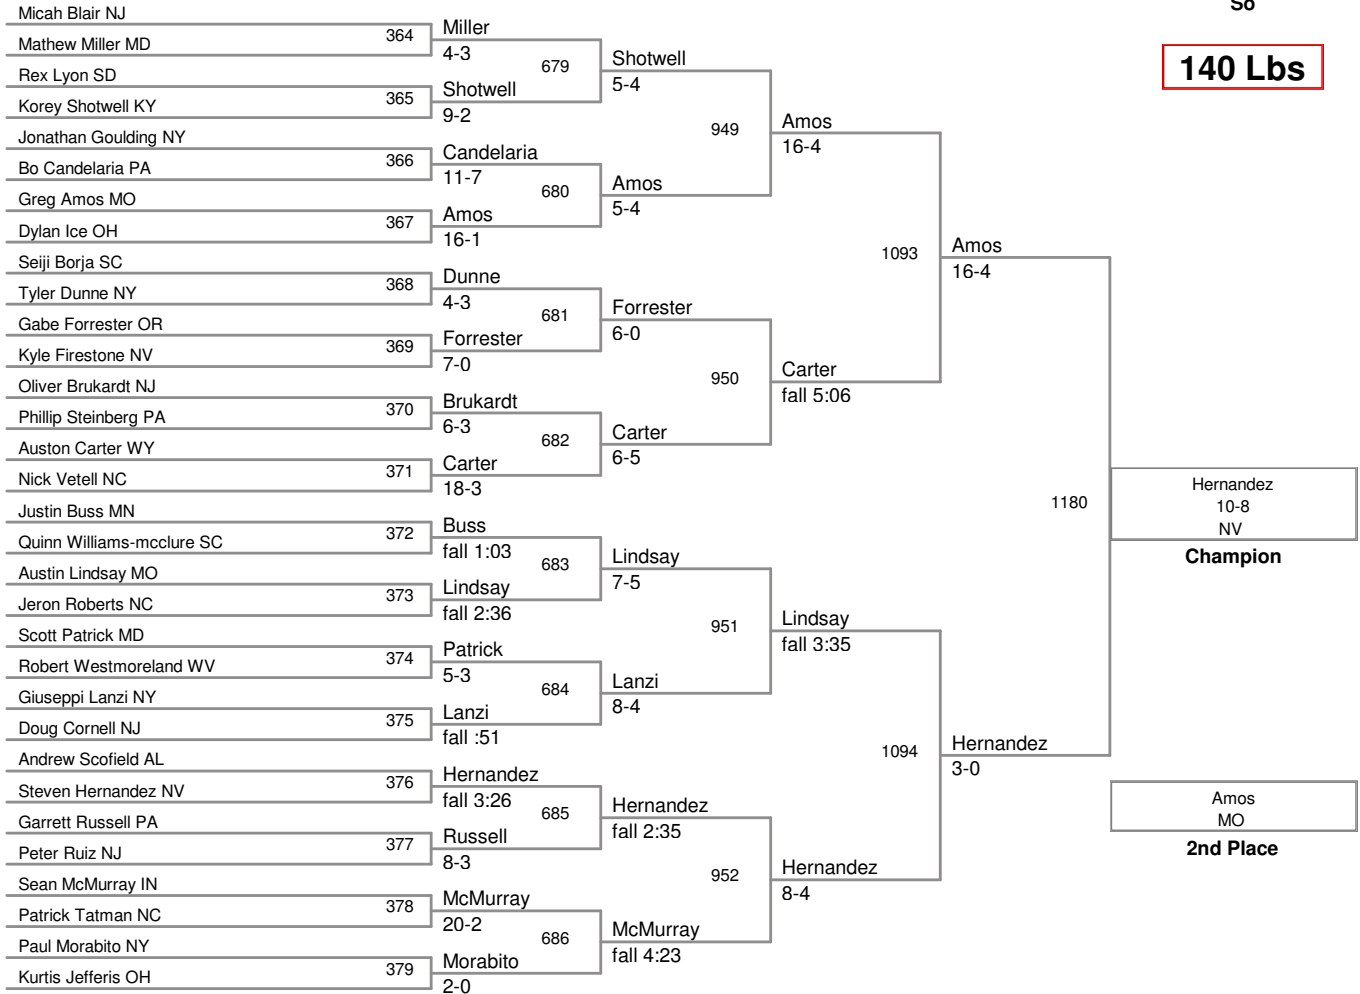 So
140 Lbs
Micah Blair NJ
Mathew Miller MD
Rex Lyon SD
Korey Shotwell KY
Jonathan Goulding NY
Bo Candelaria PA
Greg Amos MO
Dylan Ice OH
Seiji Borja SC
Tyler Dunne NY
Gabe Forrester OR
Kyle Firestone NV
Oliver Brukardt NJ
Phillip Steinberg PA
Auston Carter WY
Nick Vetell NC
Justin Buss MN
Quinn Williams-mcclure SC
Austin Lindsay MO
Jeron Roberts NC
Scott Patrick MD
Robert Westmoreland WV
Giuseppi Lanzi NY
Doug Cornell NJ
Andrew Scofield AL
Steven Hernandez NV
Garrett Russell PA
Peter Ruiz NJ
Sean McMurray IN
Patrick Tatman NC
Paul Morabito NY
Kurtis Jefferis OH
364
365
366
367
368
369
370
371
372
373
374
375
376
377
378
379
Miller
4-3
Shotwell
9-2
Candelaria
11-7
Amos
16-1
Dunne
4-3
Forrester
7-0
Brukardt
6-3
Carter
18-3
Buss
fall 1:03
Lindsay
fall 2:36
Patrick
5-3
Lanzi
fall :51
Hernandez
fall 3:26
Russell
8-3
McMurray
20-2
Morabito
2-0
679
680
681
682
683
684
685
686
Shotwell
5-4
Amos
5-4
Forrester
6-0
Carter
6-5
Lindsay
7-5
Lanzi
8-4
Hernandez
fall 2:35
McMurray
fall 4:23
949
950
951
952
Amos
16-4
Carter
fall 5:06
Lindsay
fall 3:35
Hernandez
8-4
1093
1094
Amos
16-4
Hernandez
3-0
1180
Hernandez
10-8
NV
Champion
Amos
MO
2nd Place